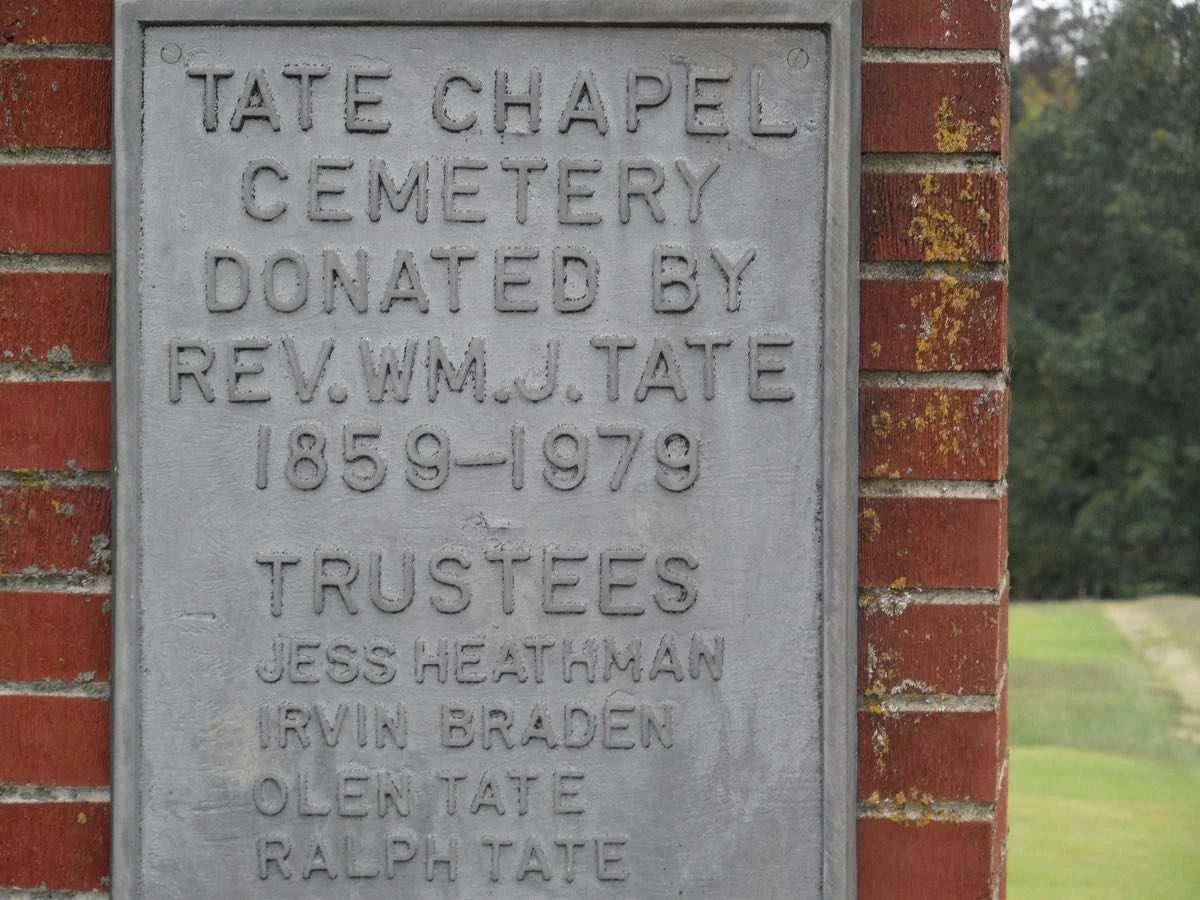 TATE CHAPEL
CEMETERY
DONATED BY
REV. WM. J. TATE
1859-1979
TRUSTEES
JESS HEATHMAN
IRVIN BRADEN
OLEN TATE
RALPH TATE